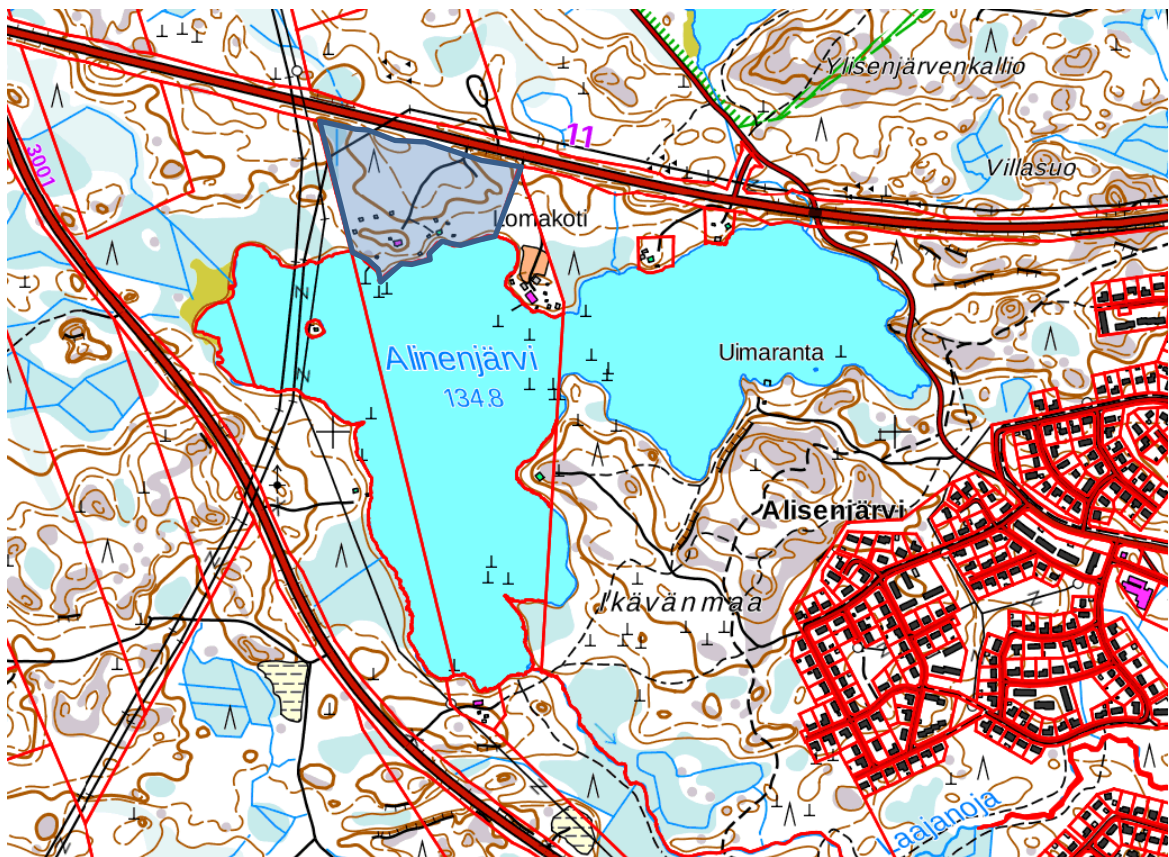 Ylisenjärvenkallio
11
3001
Villasuo
Lomakoti
Alinenjärvi
134.8
Uimaranta
Alisenjärvi
Ikävänmaa
Laajanoja